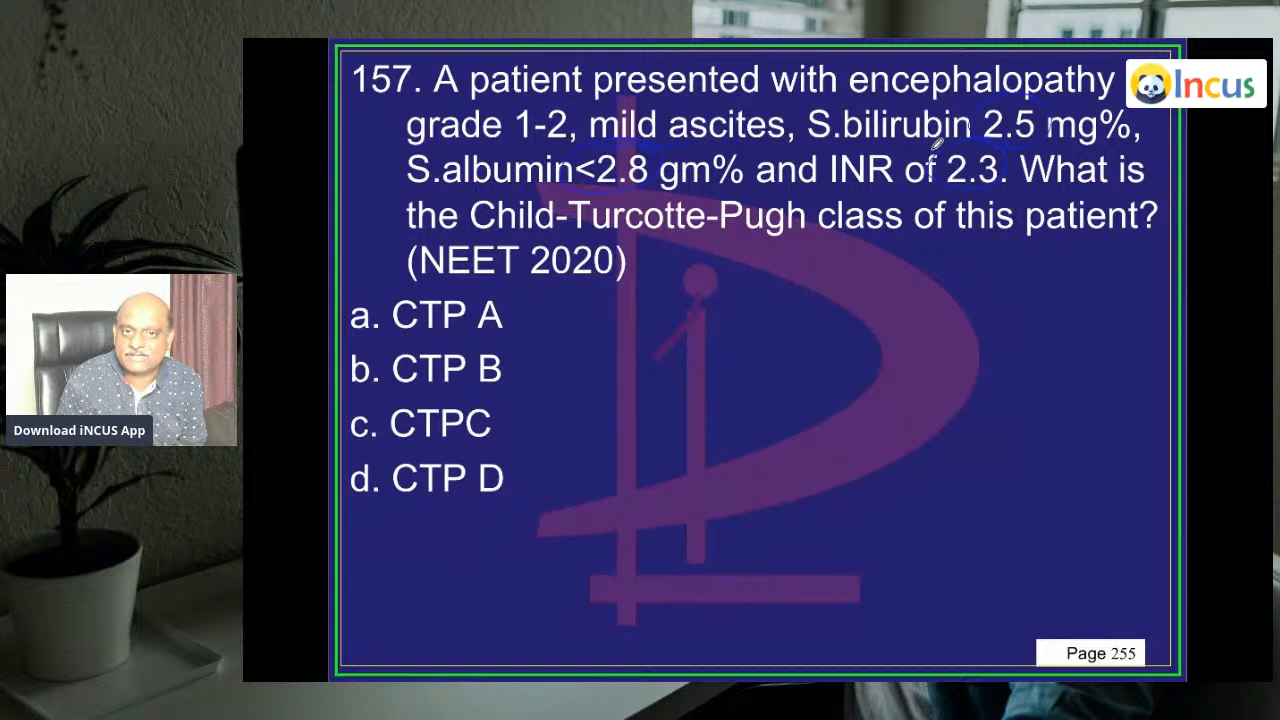 157. A patient presented with encephalopathy
grade 1-2, mild ascites, S.bilirubin 2.5 mg%,
S.albumin<2.8 gm% and INR of 2.3. What is
the Child-Turcotte-Pugh class of this patient?
(NEET 2020)
a. CTP A
b. CTP B
c. CTPC
d. CTP D
Page 255
Incus
Download iNCUS App